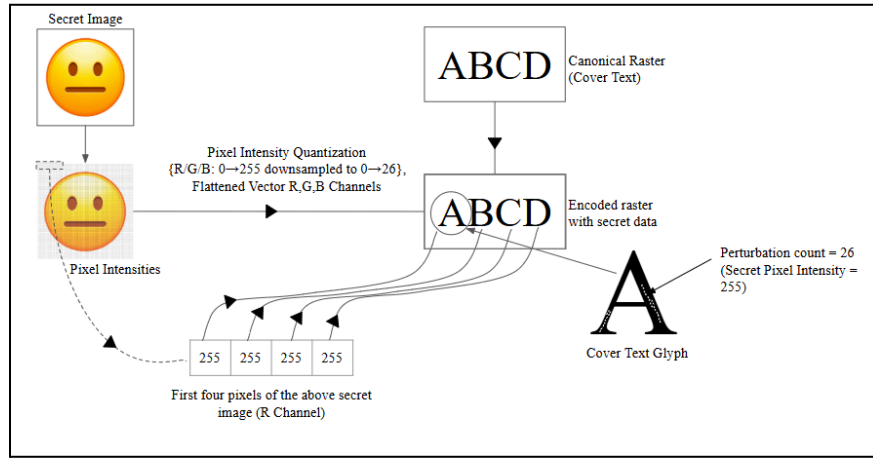 Secret Image
ABCD
Canonical Raster
(Cover Text)
Pixel Intensity Quantization
{R/G/B: 0→255 downsampled to 0→26},
Flattened Vector R,G,B Channels
ABCD
Encoded raster
with secret data
Pixel Intensities
Perturbation count = 26
(Secret Pixel Intensity =
255)
A
Cover Text Glyph
255 255 255 255
First four pixels of the above secret
image (R Channel)